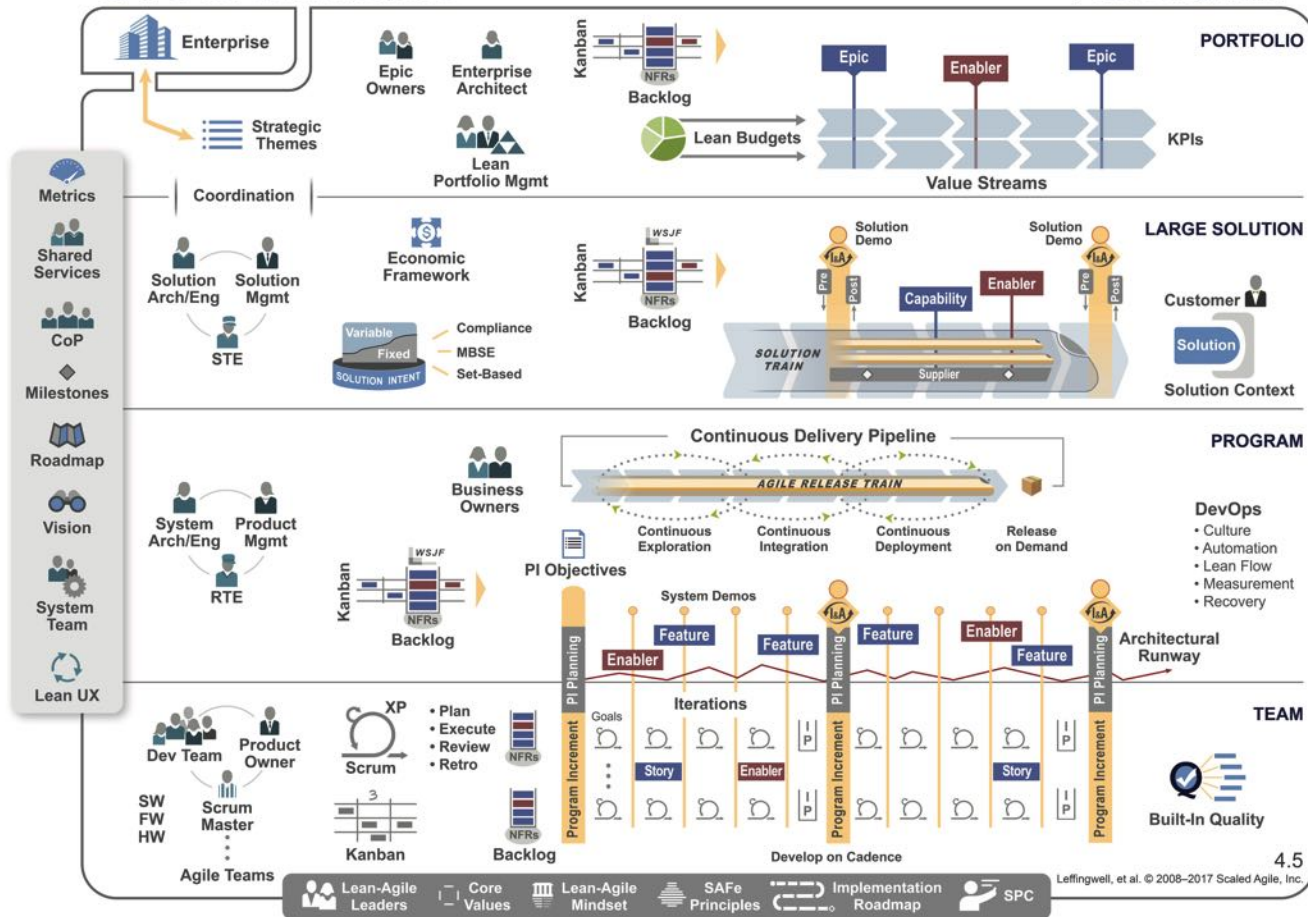 Enterprise
Strategic
Themes
Epic
Owners
Enterprise
Architect
Lean
Portfolio Mgmt
Kanban
NFRs
Backlog
Lean Budgets
Epic
Enabler
Epic
KPIs
Value Streams
PORTFOLIO
Metrics
Shared
Services
CoP
Milestones
Roadmap
Vision
System
Team
Lean UX
Coordination
Solution
Arch/Eng
Solution
Mgmt
STE
Economic
Framework
Variable
Fixed
SOLUTION INTENT
Compliance
MBSE
Set-Based
Kanban
WSJF
NFRs
Backlog
Solution
Demo
I&A
Pre
Post
Capability
Enabler
SOLUTION
TRAIN
Supplier
Solution
Demo
I&A
Pre
Post
LARGE SOLUTION
Customer
Solution
Solution Context
System
Arch/Eng
Product
Mgmt
RTE
Business
Owners
Kanban
WSJF
NFRs
Backlog
PI Objectives
Continuous Delivery Pipeline
AGILE RELEASE TRAIN
Continuous
Exploration
Continuous
Integration
Continuous
Deployment
Release
on Demand
PROGRAM
DevOps
• Culture
• Automation
• Lean Flow
• Measurement
• Recovery
System Demos
I&A
I&A
PI Planning
Enabler
Feature
Feature
PI Planning
Feature
Enabler
Feature
PI Planning
Architectural
Runway
Dev Team
Product
Owner
Scrum
Master
SW
FW
HW
Agile Teams
XP
Scrum
• Plan
• Execute
• Review
• Retro
3
Kanban
NFRs
NFRs
Backlog
Program Increment
Goals
Iterations
Story
Enabler
I
P
I
P
Program Increment
Story
I
P
I
P
Program Increment
Develop on Cadence
TEAM
Built-In Quality
4.5
Leffingwell, et al. © 2008–2017 Scaled Agile, Inc.
Lean-Agile
Leaders
Core
Values
Lean-Agile
Mindset
SAFe
Principles
Implementation
Roadmap
SPC